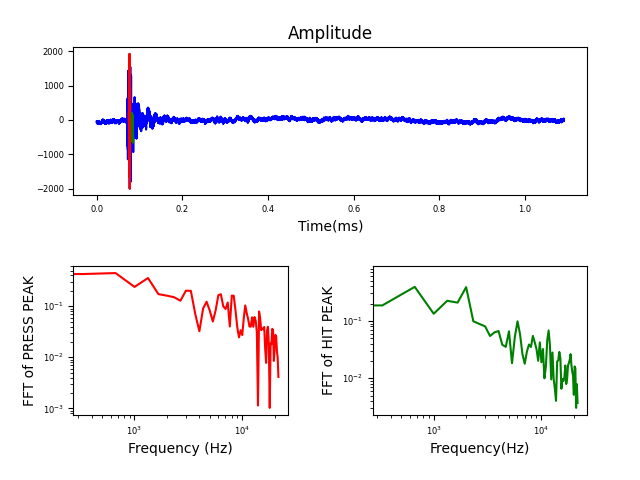 Amplitude
2000
1000
0
−1000
−2000
0.0 0.2 0.4 0.6 0.8 1.0
Time(ms)
FFT of PRESS PEAK
10⁻¹
10⁻²
10⁻³
10³ 10⁴
Frequency (Hz)
FFT of HIT PEAK
10⁻¹
10⁻²
10³ 10⁴
Frequency(Hz)